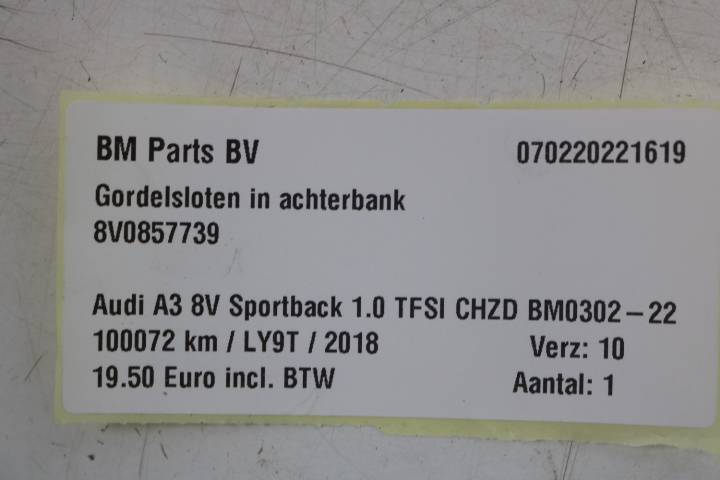 BM Parts BV 070220221619
Gordelsloten in achterbank
8V0857739
Audi A3 8V Sportback 1.0 TFSI CHZD BM0302-22
100072 km / LY9T / 2018 Verz: 10
19.50 Euro incl. BTW Aantal: 1